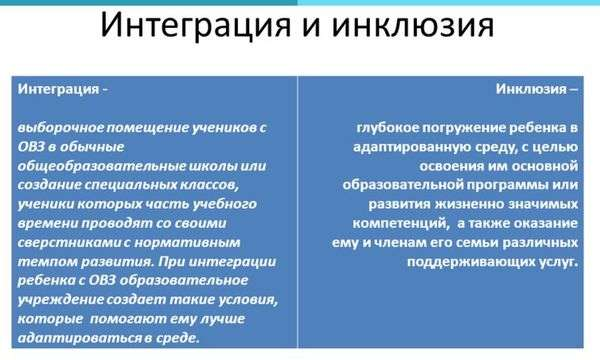 Интеграция и инклюзия
Интеграция -
выборочное помещение учеников с
ОВЗ в обычные
общеобразовательные школы или
создание специальных классов,
ученики которых часть учебного
времени проводят со своими
сверстниками с нормативным
темпом развития. При интеграции
ребенка с ОВЗ образовательное
учреждение создает такие условия,
которые помогают ему лучше
адаптироваться в среде.
Инклюзия –
глубокое погружение ребенка в
адаптированную среду, с целью
освоения им основной
образовательной программы или
развития жизненно значимых
компетенций, а также оказание
ему и членам его семьи различных
поддерживающих услуг.